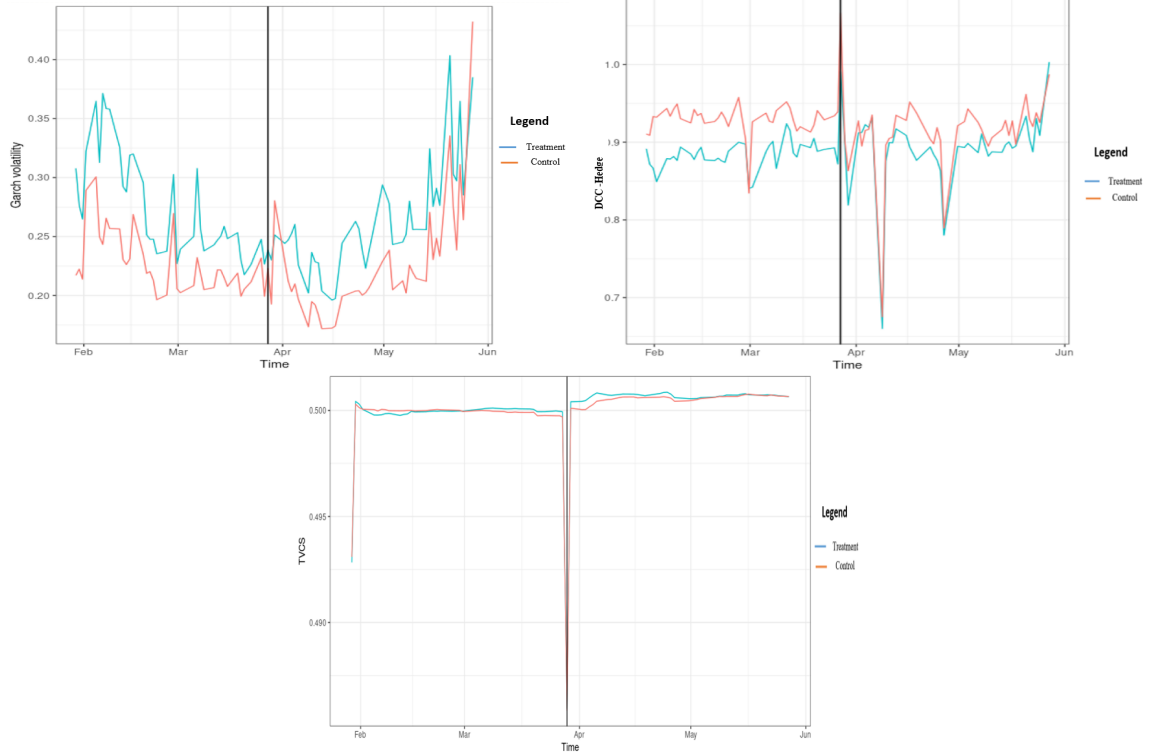 Garch volatility
0.40
0.35
0.30
0.25
0.20
Feb
Mar
Apr
May
Jun
Time
Legend
Treatment
Control
DCC-Hedge
1.0
0.9
0.8
0.7
Feb
Mar
Apr
May
Jun
Time
Legend
Treatment
Control
TVCS
0.500
0.495
0.490
Feb
Mar
Apr
May
Jun
Time
Legend
Treatment
Control